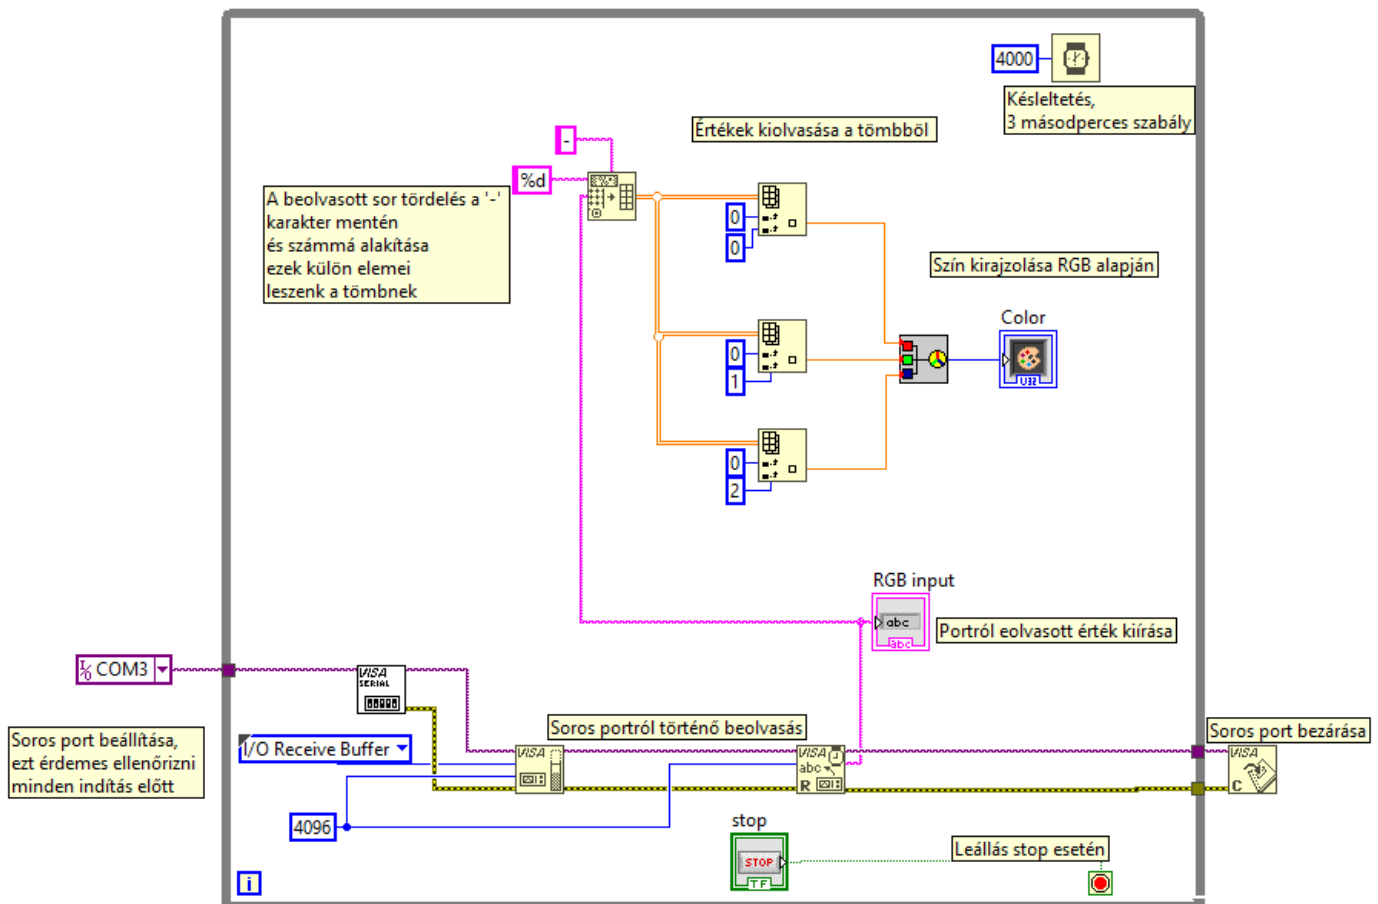 4000
Késleltetés,
3 másodperces szabály
Értékek kiolvasása a tömbből
-
%d
A beolvasott sor tördelés a '-'
karakter mentén
és számmá alakítása
ezek külön elemei
leszenk a tömbnek
0
0
Szín kirajzolása RGB alapján
Color
U32
0
1
0
2
RGB input
abc
abc
Portról eolvasott érték kiírása
I/O COM3
VISA
SERIAL
Soros port beállítása,
ezt érdemes ellenőrizni
minden indítás előtt
I/O Receive Buffer
Soros portról történő beolvasás
VISA
VISA
abc
R
Soros port bezárása
VISA
C
4096
stop
STOP
TF
Leállás stop esetén
i